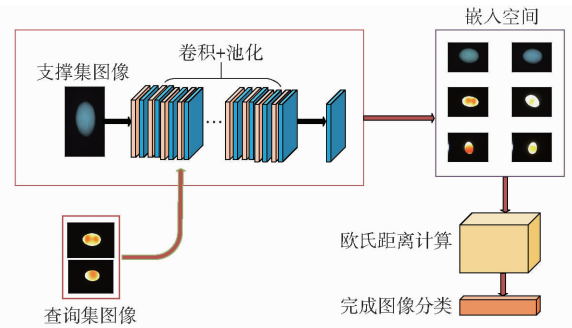 嵌入空间
卷积+池化
支撑集图像
...
欧氏距离计算
查询集图像
完成图像分类